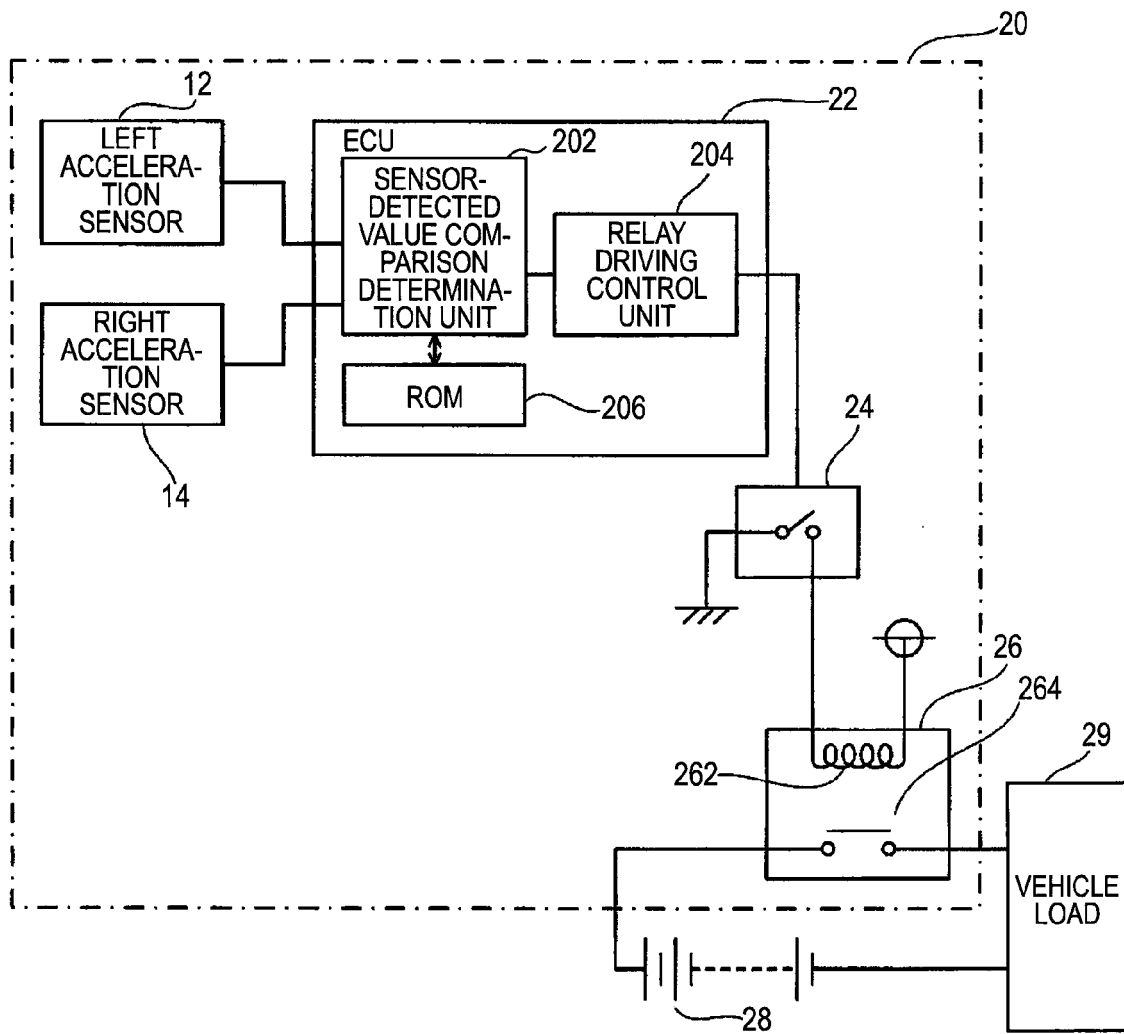 20
12
LEFT
ACCELERA-
TION
SENSOR
22
ECU
202
SENSOR-
DETECTED
VALUE COM-
PARISON
DETERMINA-
TION UNIT
204
RELAY
DRIVING
CONTROL
UNIT
RIGHT
ACCELERA-
TION
SENSOR
14
ROM
206
24
26
264
262
29
VEHICLE
LOAD
28